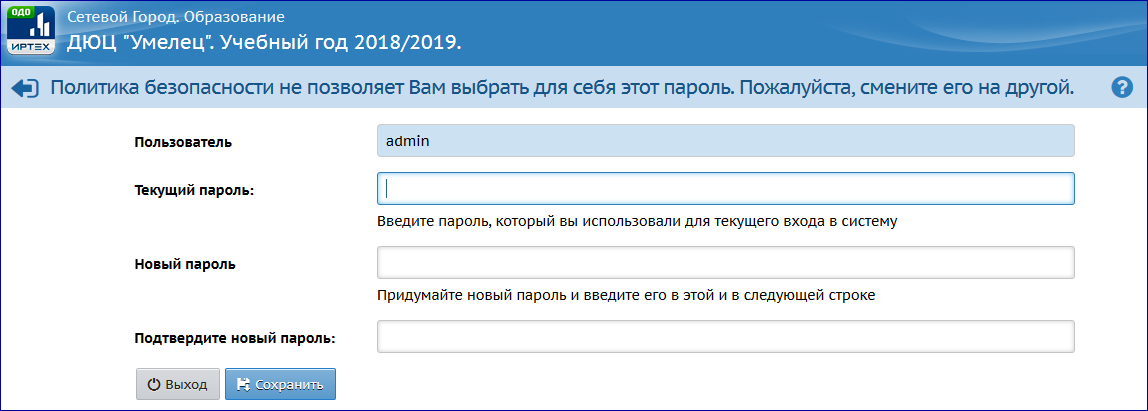 Сетевой Город. Образование
ОДО
ИРТЕХ
ДЮЦ "Умелец". Учебный год 2018/2019.
Политика безопасности не позволяет Вам выбрать для себя этот пароль. Пожалуйста, смените его на другой.
?
Пользователь
admin
Текущий пароль:
Введите пароль, который вы использовали для текущего входа в систему
Новый пароль
Придумайте новый пароль и введите его в этой и в следующей строке
Подтвердите новый пароль:
Выход
Сохранить